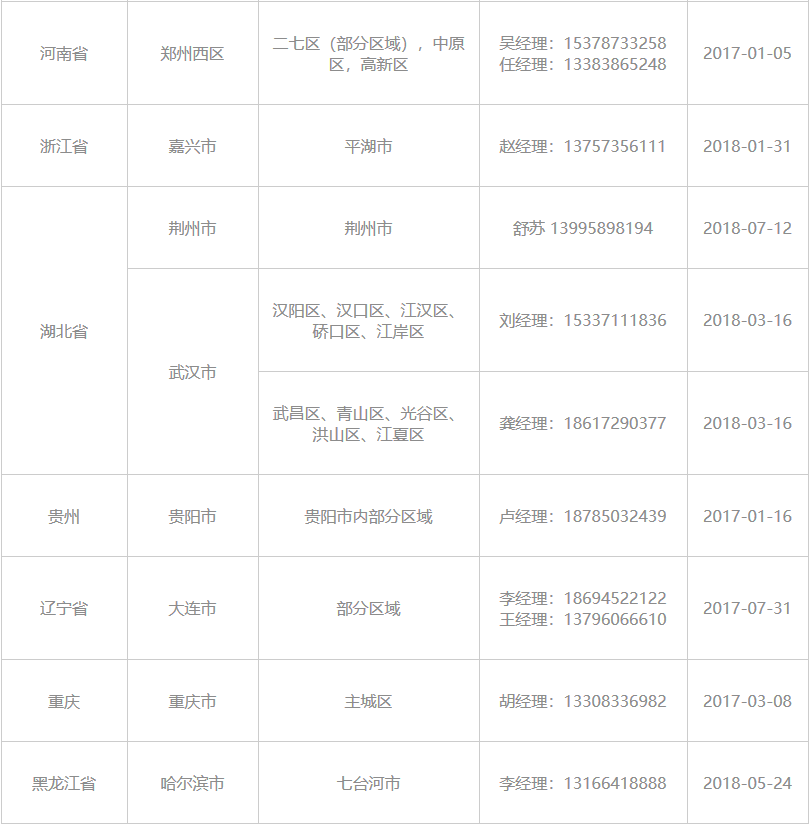 河南省
郑州西区
二七区（部分区域），中原
区，高新区
吴经理：15378733258
任经理：13383865248
2017-01-05
浙江省
嘉兴市
平湖市
赵经理：13757356111
2018-01-31
湖北省
荆州市
荆州市
舒苏 13995898194
2018-07-12
武汉市
汉阳区、汉口区、江汉区、
硚口区、江岸区
刘经理：15337111836
2018-03-16
武昌区、青山区、光谷区、
洪山区、江夏区
龚经理：18617290377
2018-03-16
贵州
贵阳市
贵阳市内部分区域
卢经理：18785032439
2017-01-16
辽宁省
大连市
部分区域
李经理：18694522122
王经理：13796066610
2017-07-31
重庆
重庆市
主城区
胡经理：13308336982
2017-03-08
黑龙江省
哈尔滨市
七台河市
李经理：13166418888
2018-05-24